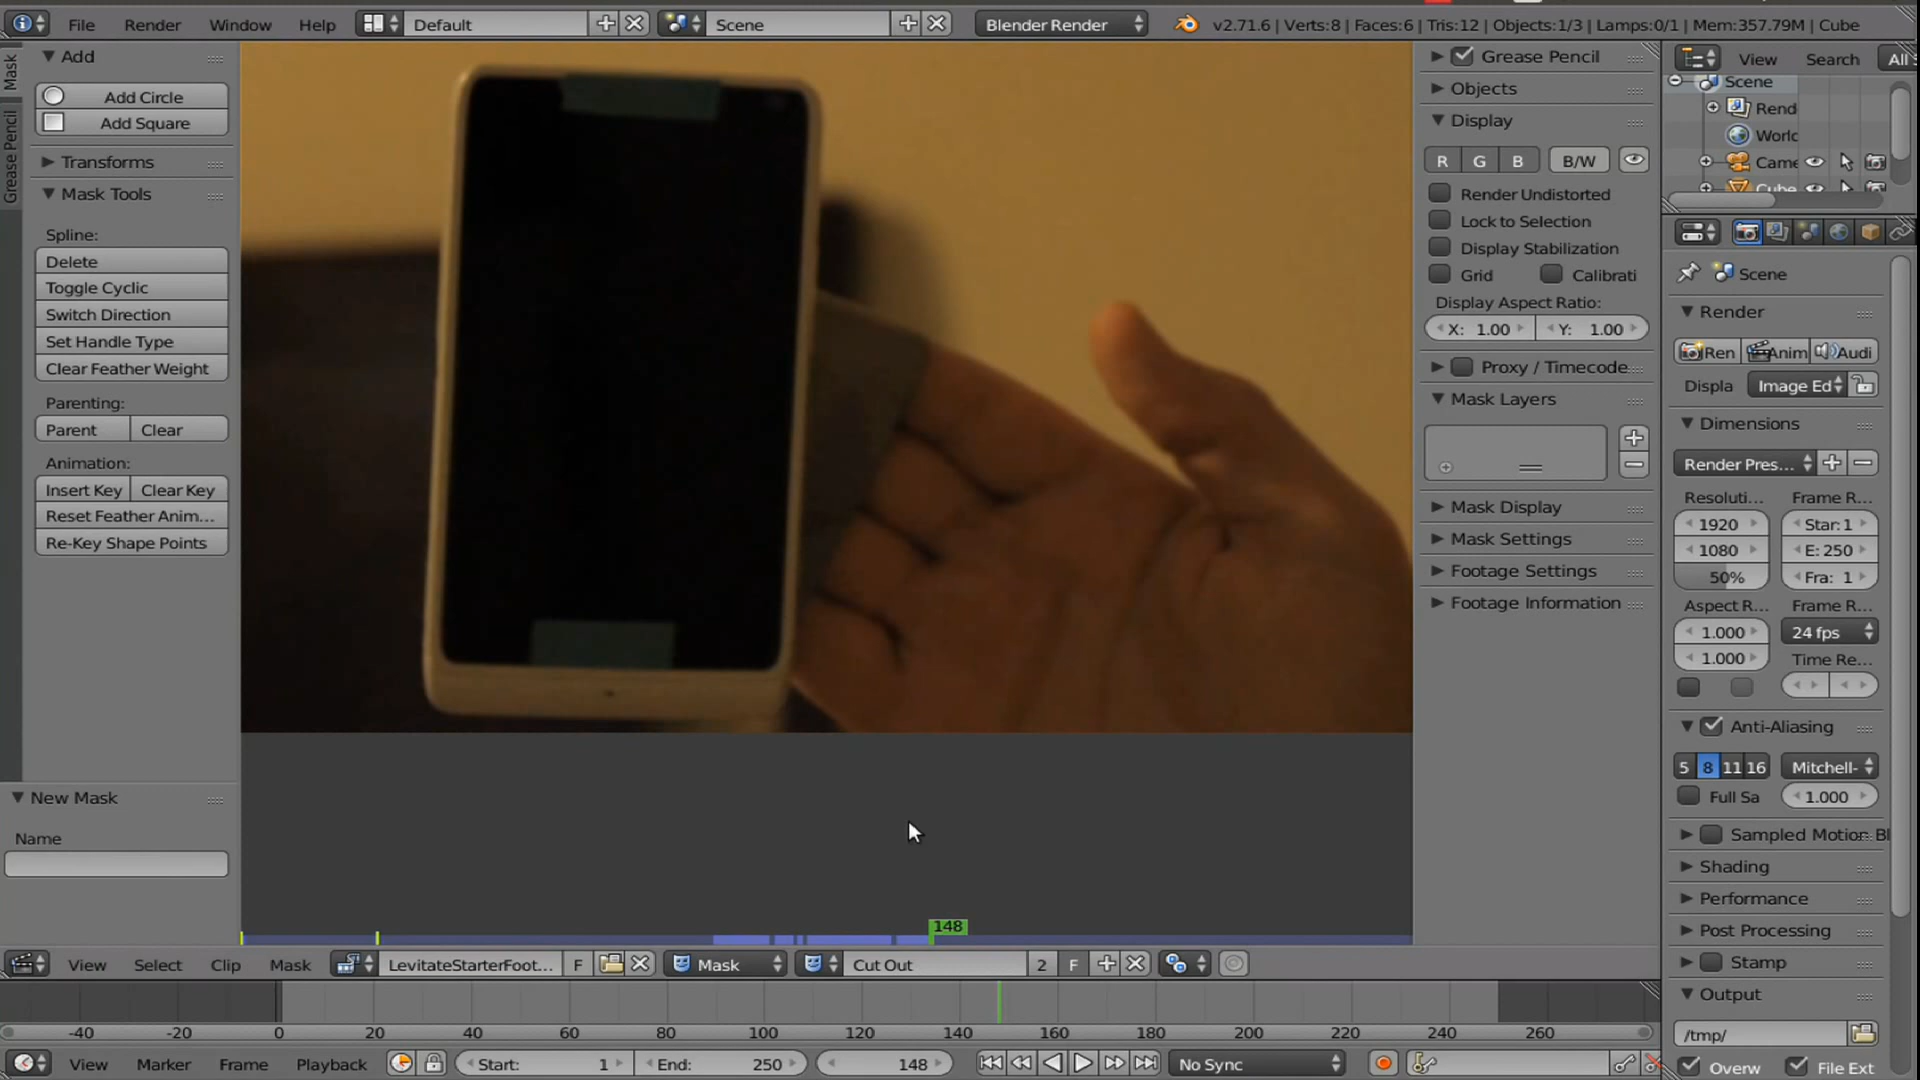 File Render Window Help Default Scene Blender Render v2.71.6 | Verts:8 | Faces:6 | Tris:12 | Objects:1/3 | Lamps:0/1 | Mem:357.79M | Cube
Mask
Grease Pencil
Add
Add Circle
Add Square
Transforms
Mask Tools
Spline:
Delete
Toggle Cyclic
Switch Direction
Set Handle Type
Clear Feather Weight
Parenting:
Parent Clear
Animation:
Insert Key Clear Key
Reset Feather Anim...
Re-Key Shape Points
New Mask
Name
Grease Pencil
Objects
Display
R G B B/W
Render Undistorted
Lock to Selection
Display Stabilization
Grid Calibrati
Display Aspect Ratio:
X: 1.00 Y: 1.00
Proxy / Timecode
Mask Layers
Mask Display
Mask Settings
Footage Settings
Footage Information
View Search All
Scene
Rend
World
Came
Cube
Scene
Render
Ren Anim Audi
Displa Image Ed
Dimensions
Render Pres...
Resoluti... Frame R...
1920 Star: 1
1080 E: 250
50% Fra: 1
Aspect R... Frame R...
1.000 24 fps
1.000 Time Re...
Anti-Aliasing
5 8 11 16 Mitchell-
Full Sa 1.000
Sampled Motion Bl
Shading
Performance
Post Processing
Stamp
Output
/tmp/
Overw File Ext
148
View Select Clip Mask LevitateStarterFoot... F Mask Cut Out 2 F
-40 -20 0 20 40 60 80 100 120 140 160 180 200 220 240 260
View Marker Frame Playback Start: 1 End: 250 148 No Sync